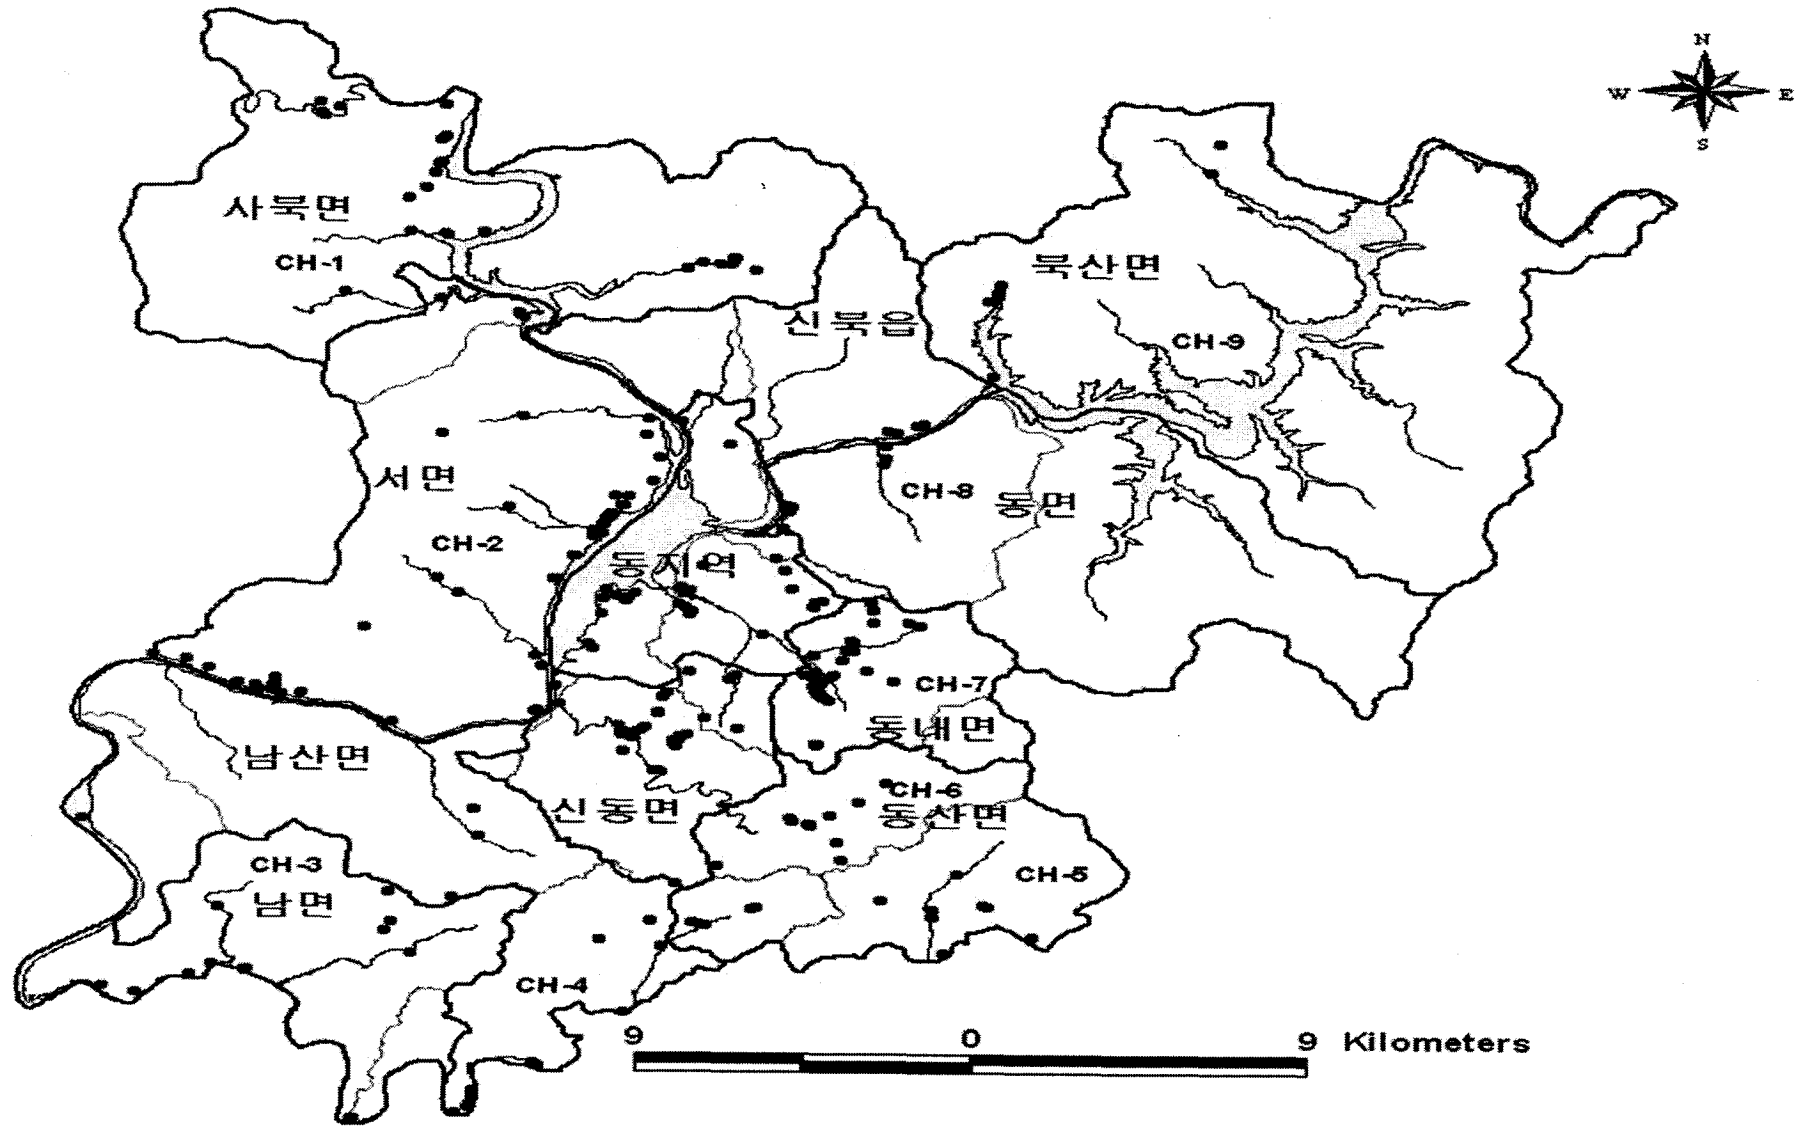 N
W E
S
사북면
CH-1
북산면
신북읍
CH-9
서면
CH-8
동면
CH-2
동지역
CH-7
동내면
남산면
CH-6
신동면
동산면
CH-3
CH-5
남면
CH-4
9 0 9 Kilometers